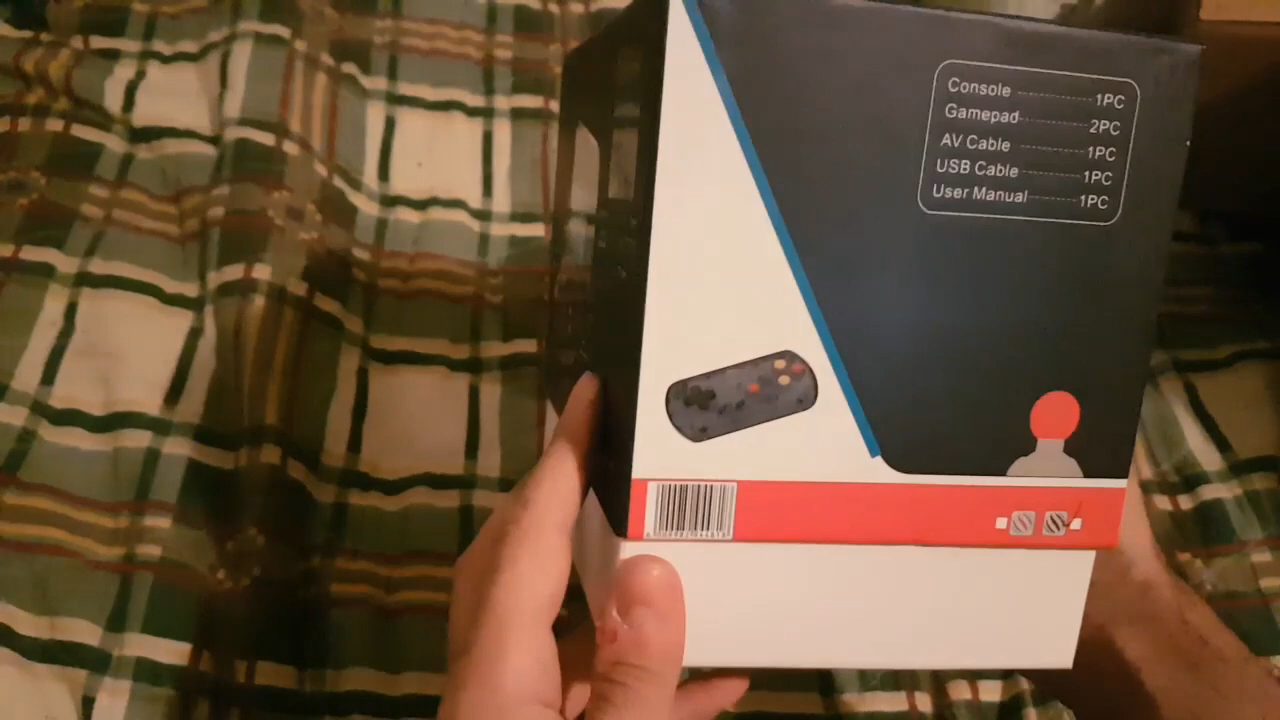 Console ---------------- 1PC
Gamepad ---------------- 2PC
AV Cable ---------------- 1PC
USB Cable ---------------- 1PC
User Manual ---------------- 1PC